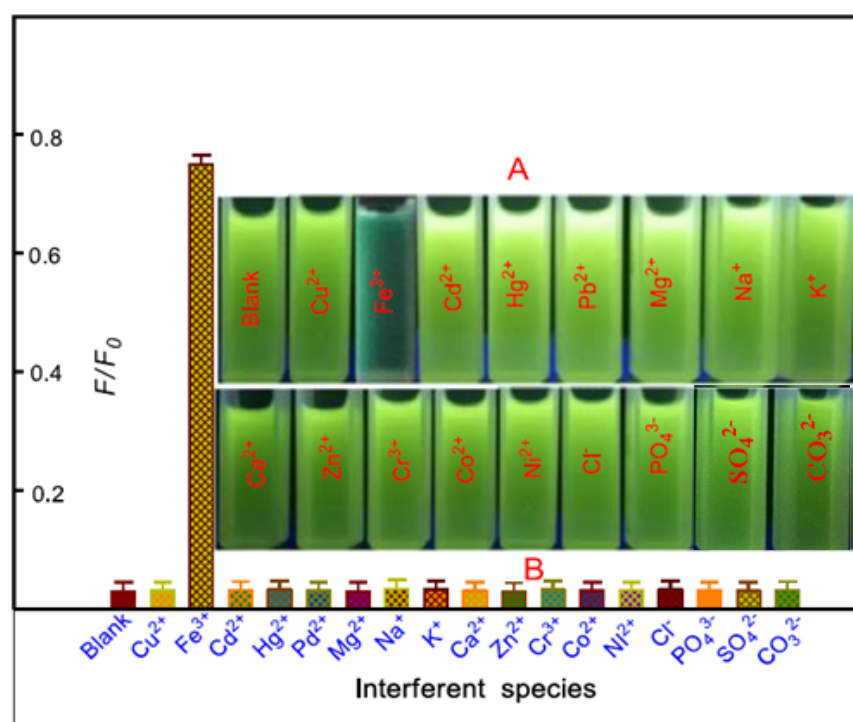 0.8
0.6
0.4
0.2
F/F₀
A
Blank
Cu²⁺
Fe³⁺
Cd²⁺
Hg²⁺
Pb²⁺
Mg²⁺
Na⁺
K⁺
Ca²⁺
Zn²⁺
Cr³⁺
Co²⁺
Ni²⁺
Cl⁻
PO₄³⁻
SO₄²⁻
CO₃²⁻
B
Blank
Cu²⁺
Fe³⁺
Cd²⁺
Hg²⁺
Pd²⁺
Mg²⁺
Na⁺
K⁺
Ca²⁺
Zn²⁺
Cr³⁺
Co²⁺
NI²⁺
Cl⁻
PO₄³⁻
SO₄²⁻
CO₃²⁻
Interferent species